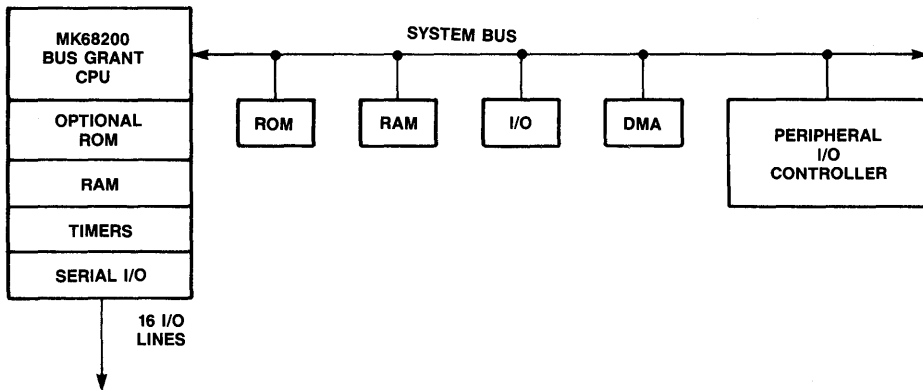 MK68200
BUS GRANT
CPU
OPTIONAL
ROM
RAM
TIMERS
SERIAL I/O
16 I/O
LINES
SYSTEM BUS
ROM
RAM
I/O
DMA
PERIPHERAL
I/O
CONTROLLER